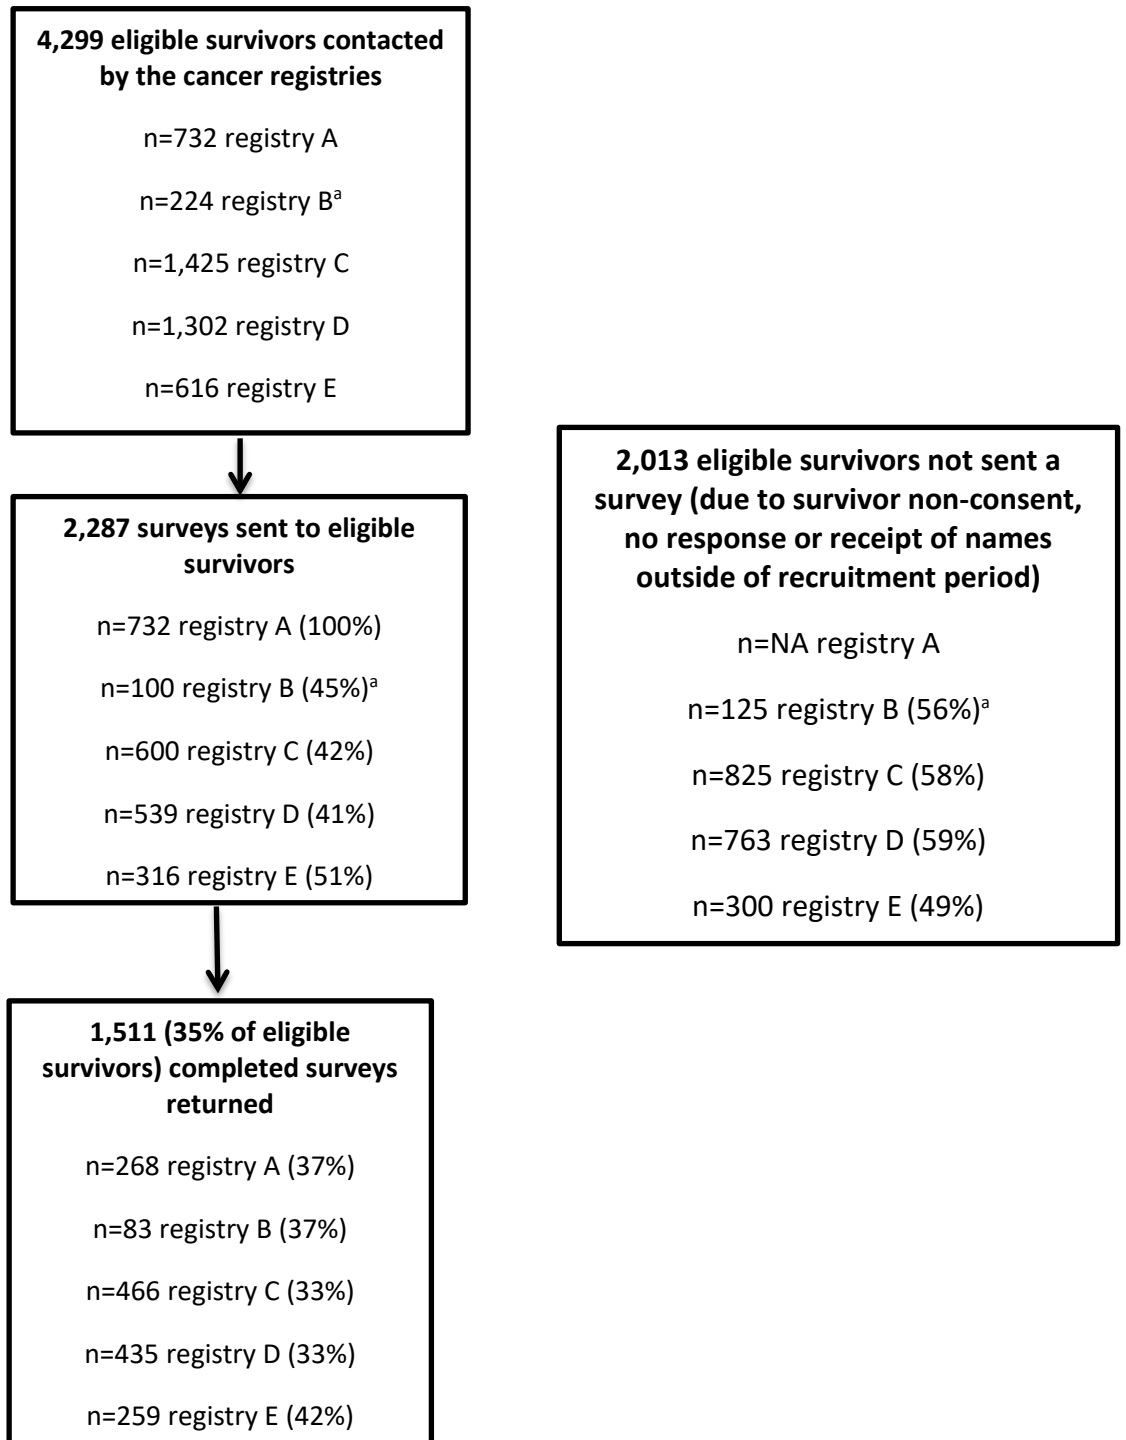 4,299 eligible survivors contacted
by the cancer registries
n=732 registry A
n=224 registry Bᵃ
n=1,425 registry C
n=1,302 registry D
n=616 registry E
2,287 surveys sent to eligible
survivors
n=732 registry A (100%)
n=100 registry B (45%)ᵃ
n=600 registry C (42%)
n=539 registry D (41%)
n=316 registry E (51%)
2,013 eligible survivors not sent a
survey (due to survivor non-consent,
no response or receipt of names
outside of recruitment period)
n=NA registry A
n=125 registry B (56%)ᵃ
n=825 registry C (58%)
n=763 registry D (59%)
n=300 registry E (49%)
1,511 (35% of eligible
survivors) completed surveys
returned
n=268 registry A (37%)
n=83 registry B (37%)
n=466 registry C (33%)
n=435 registry D (33%)
n=259 registry E (42%)